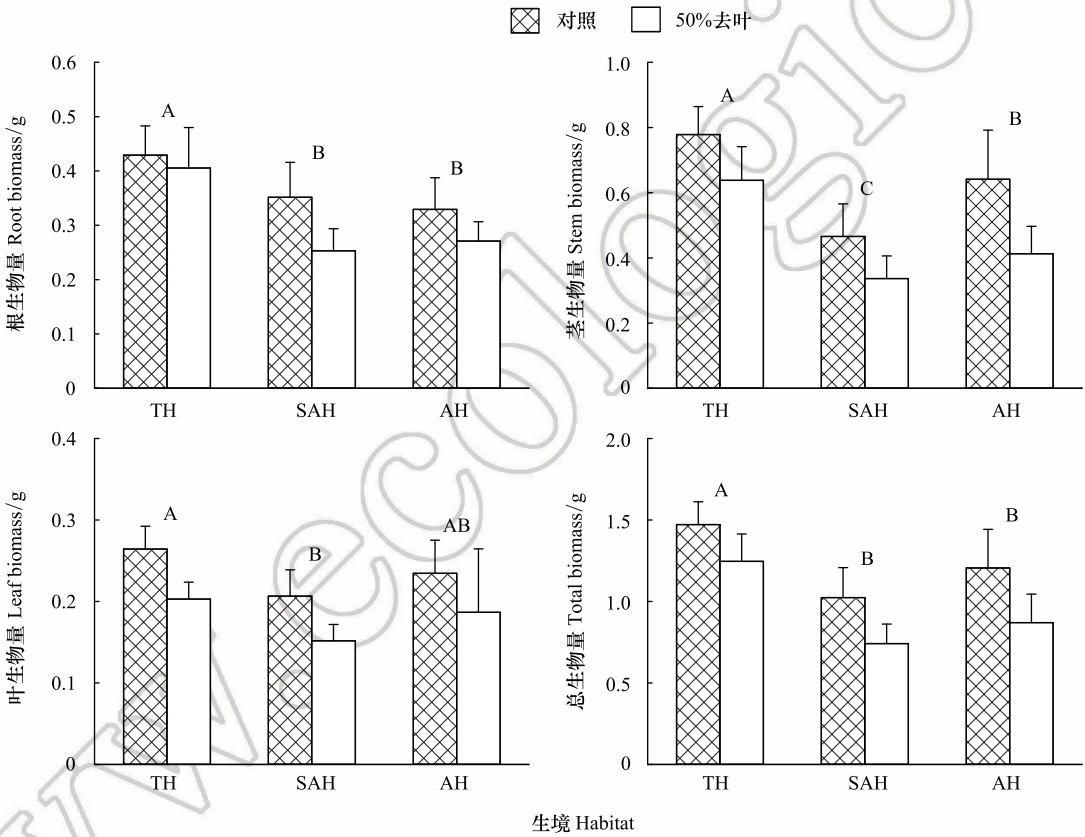 对照 50%去叶
根生物量 Root biomass/g
0.6
0.5
0.4
0.3
0.2
0.1
0
A
B
B
TH SAH AH
茎生物量 Stem biomass/g
1.0
0.8
0.6
0.4
0.2
0
A
C
B
TH SAH AH
叶生物量 Leaf biomass/g
0.4
0.3
0.2
0.1
0
A
B
AB
TH SAH AH
总生物量 Total biomass/g
2.0
1.5
1.0
0.5
0
A
B
B
TH SAH AH
生境 Habitat
www.ecologic